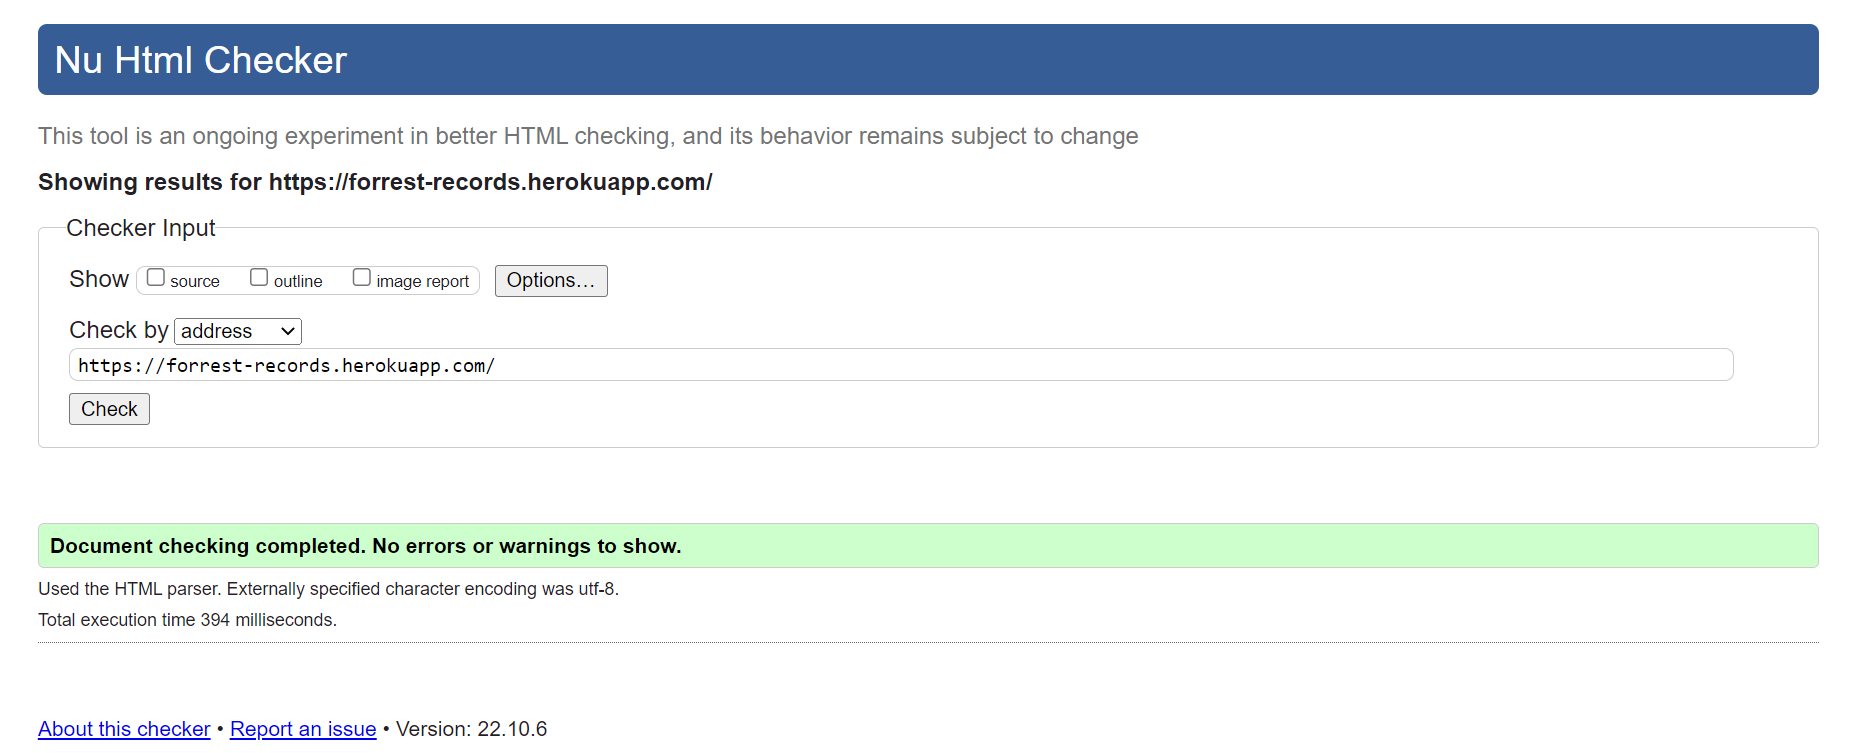 Nu Html Checker
This tool is an ongoing experiment in better HTML checking, and its behavior remains subject to change
Showing results for https://forrest-records.herokuapp.com/
Checker Input
Show source outline image report Options...
Check by address
https://forrest-records.herokuapp.com/
Check
Document checking completed. No errors or warnings to show.
Used the HTML parser. Externally specified character encoding was utf-8.
Total execution time 394 milliseconds.
About this checker • Report an issue • Version: 22.10.6